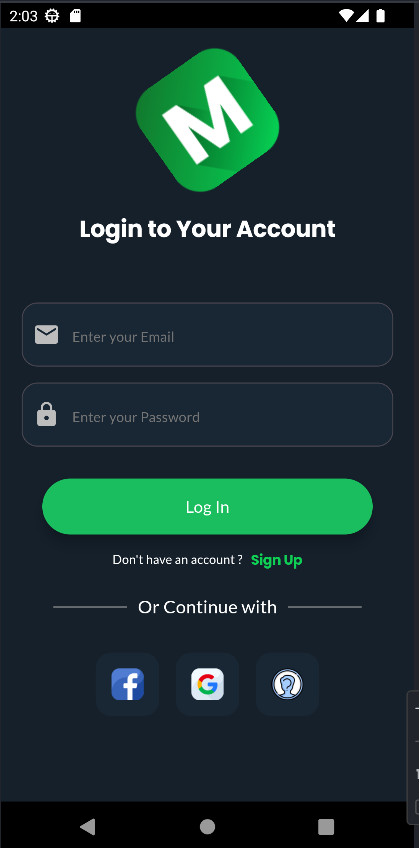 2:03
M
Login to Your Account
Enter your Email
Enter your Password
Log In
Don't have an account ? Sign Up
Or Continue with
f G